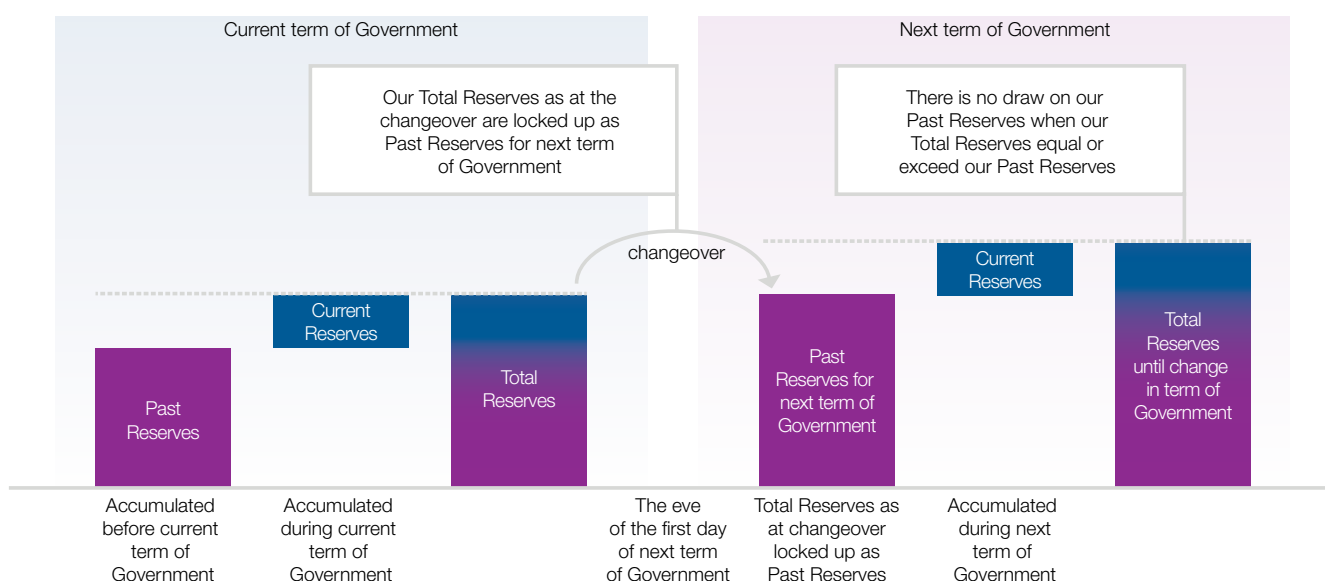 Current term of Government
Our Total Reserves as at the
changeover are locked up as
Past Reserves for next term
of Government
changeover
Past
Reserves
Current
Reserves
Total
Reserves
Accumulated
before current
term of
Government
Accumulated
during current
term of
Government
The eve
of the first day
of next term
of Government
Next term of Government
There is no draw on our
Past Reserves when our
Total Reserves equal or
exceed our Past Reserves
Past
Reserves for
next term of
Government
Current
Reserves
Total
Reserves
until change
in term of
Government
Total Reserves as
at changeover
locked up as
Past Reserves
Accumulated
during next
term of
Government